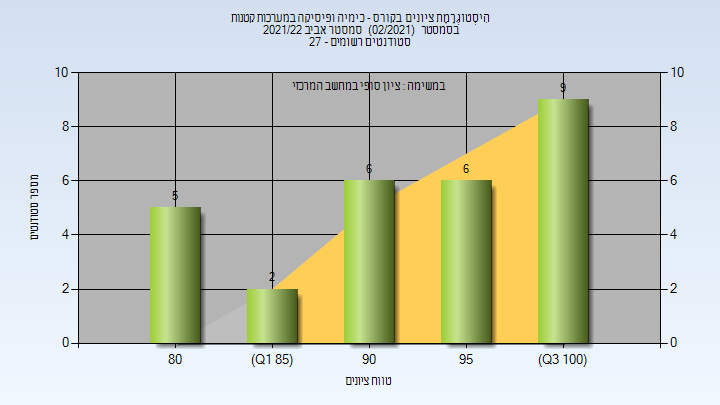 היסטוגרמת ציונים בקורס - כימיה ופיסיקה במערכות קטנות
בסמסטר (02/2021) סמסטר אביב 2021/22
סטודנטים רשומים - 27
במשימה : ציון סופי במחשב המרכזי
10 10
9
8 8
6 6 6 6
5
4 4
2 2 2
0 0
80 (Q1 85) 90 95 (Q3 100)
מספר סטודנטים
טווח ציונים